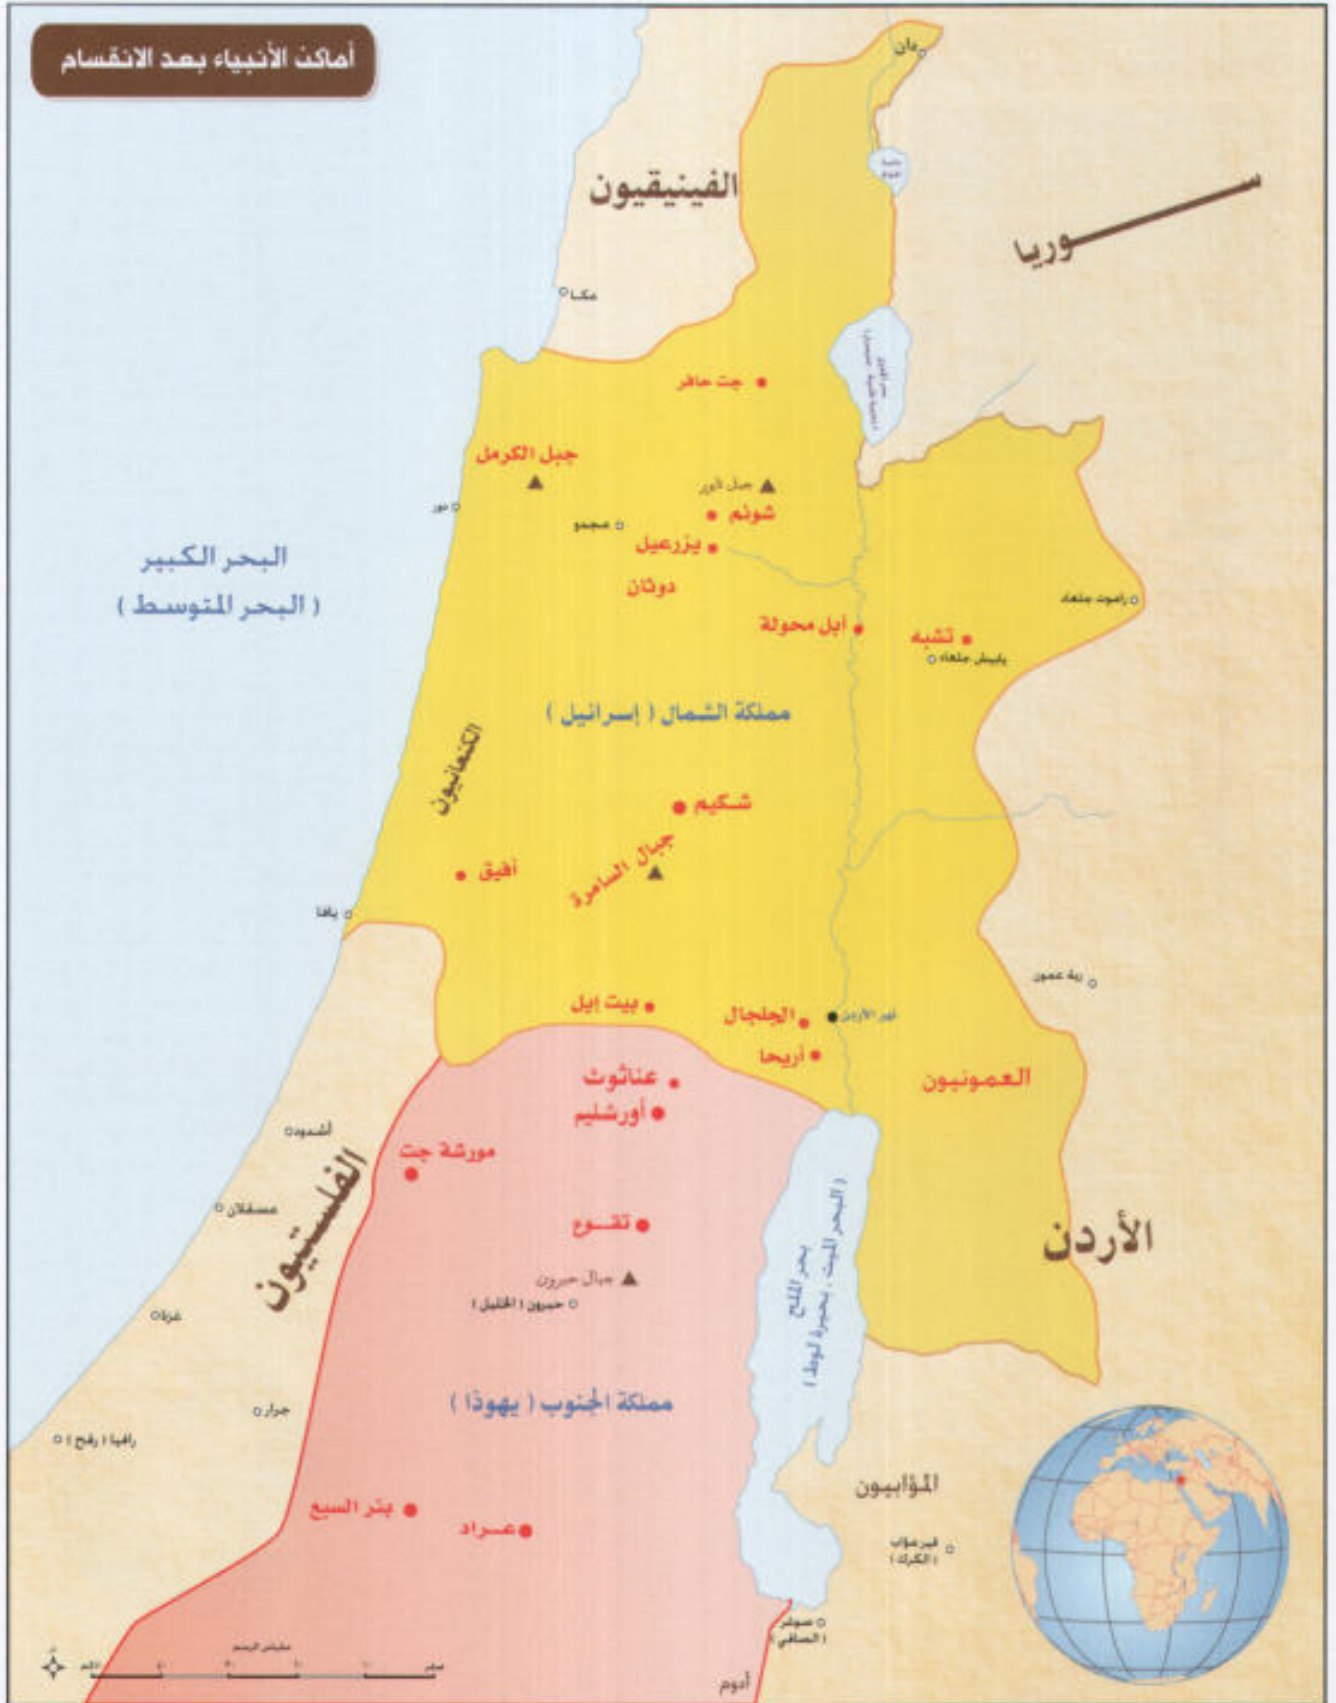 أماكن الأنبياء بعد الانقسام
دان
الفينيقيون
سوريا
عكا
جت حافر
جبل الكرمل
جبل تابور
دور
مجدو
شونم
يزرعيل
دوثان
البحر الكبير
( البحر المتوسط )
راموت جلعاد
أبل محولة
تشبه
يابيش جلعاد
مملكة الشمال ( إسرائيل )
الكنعانيون
شكيم
جبال السامرة
أفيق
يافا
ربة عمون
بيت إيل
الجلجال
نهر الأردن
أريحا
العمونيون
عناثوث
أورشليم
أشدود
مورشة جت
الفلستيون
عسقلان
تقوع
الأردن
بحر الملح
( البحر الميت ، بحيرة لوط )
جبال حبرون
حبرون ( الخليل )
غزة
مملكة الجنوب ( يهوذا )
جرار
رافيا ( رفح )
المؤابيون
بئر السبع
عراد
قير مؤاب
( الكرك )
صوغر
( الصافي )
مقياس الرسم
صفر
أدوم